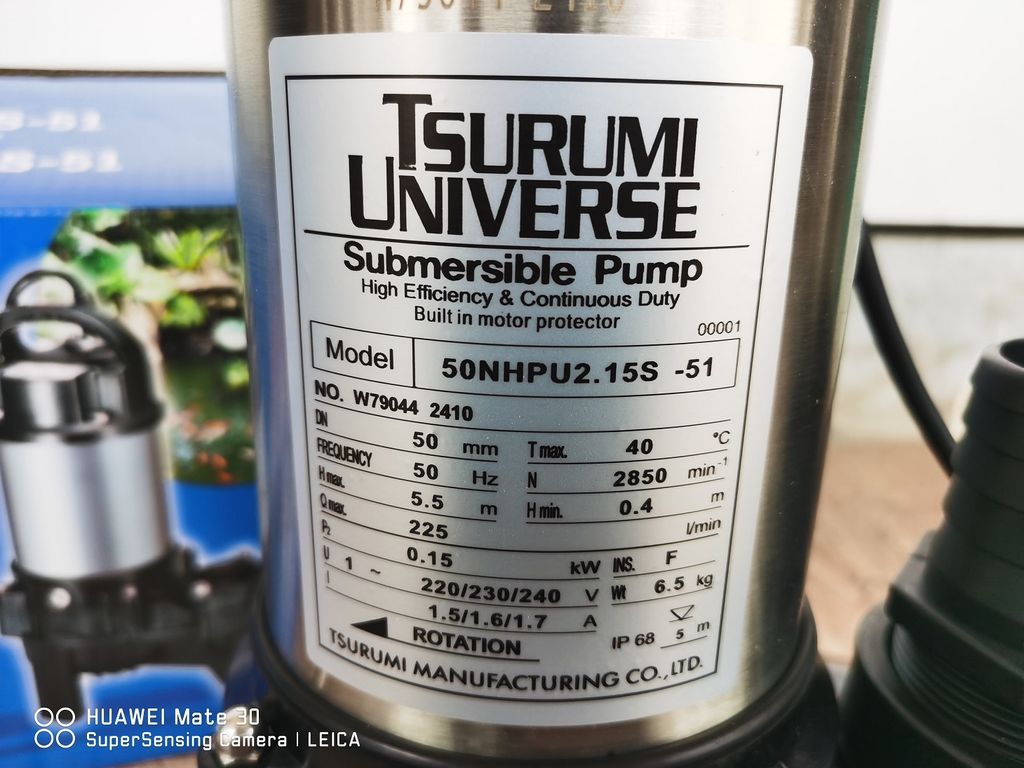 S-51
S-51
TSURUMI
UNIVERSE
Submersible Pump
High Efficiency & Continuous Duty
Built in motor protector
00001
Model 50NHPU2.15S -51
NO. W79044 2410
DN 50 mm T max. 40 °C
FREQUENCY 50 Hz N 2850 min⁻¹
H max. 5.5 m H min. 0.4 m
Q max. 225 l/min
P₂ 0.15 kW INS. F
U 1 ~ 220/230/240 V Wt 6.5 kg
I 1.5/1.6/1.7 A
ROTATION IP 68 5 m
TSURUMI MANUFACTURING CO., LTD.
HUAWEI Mate 30
SuperSensing Camera | LEICA